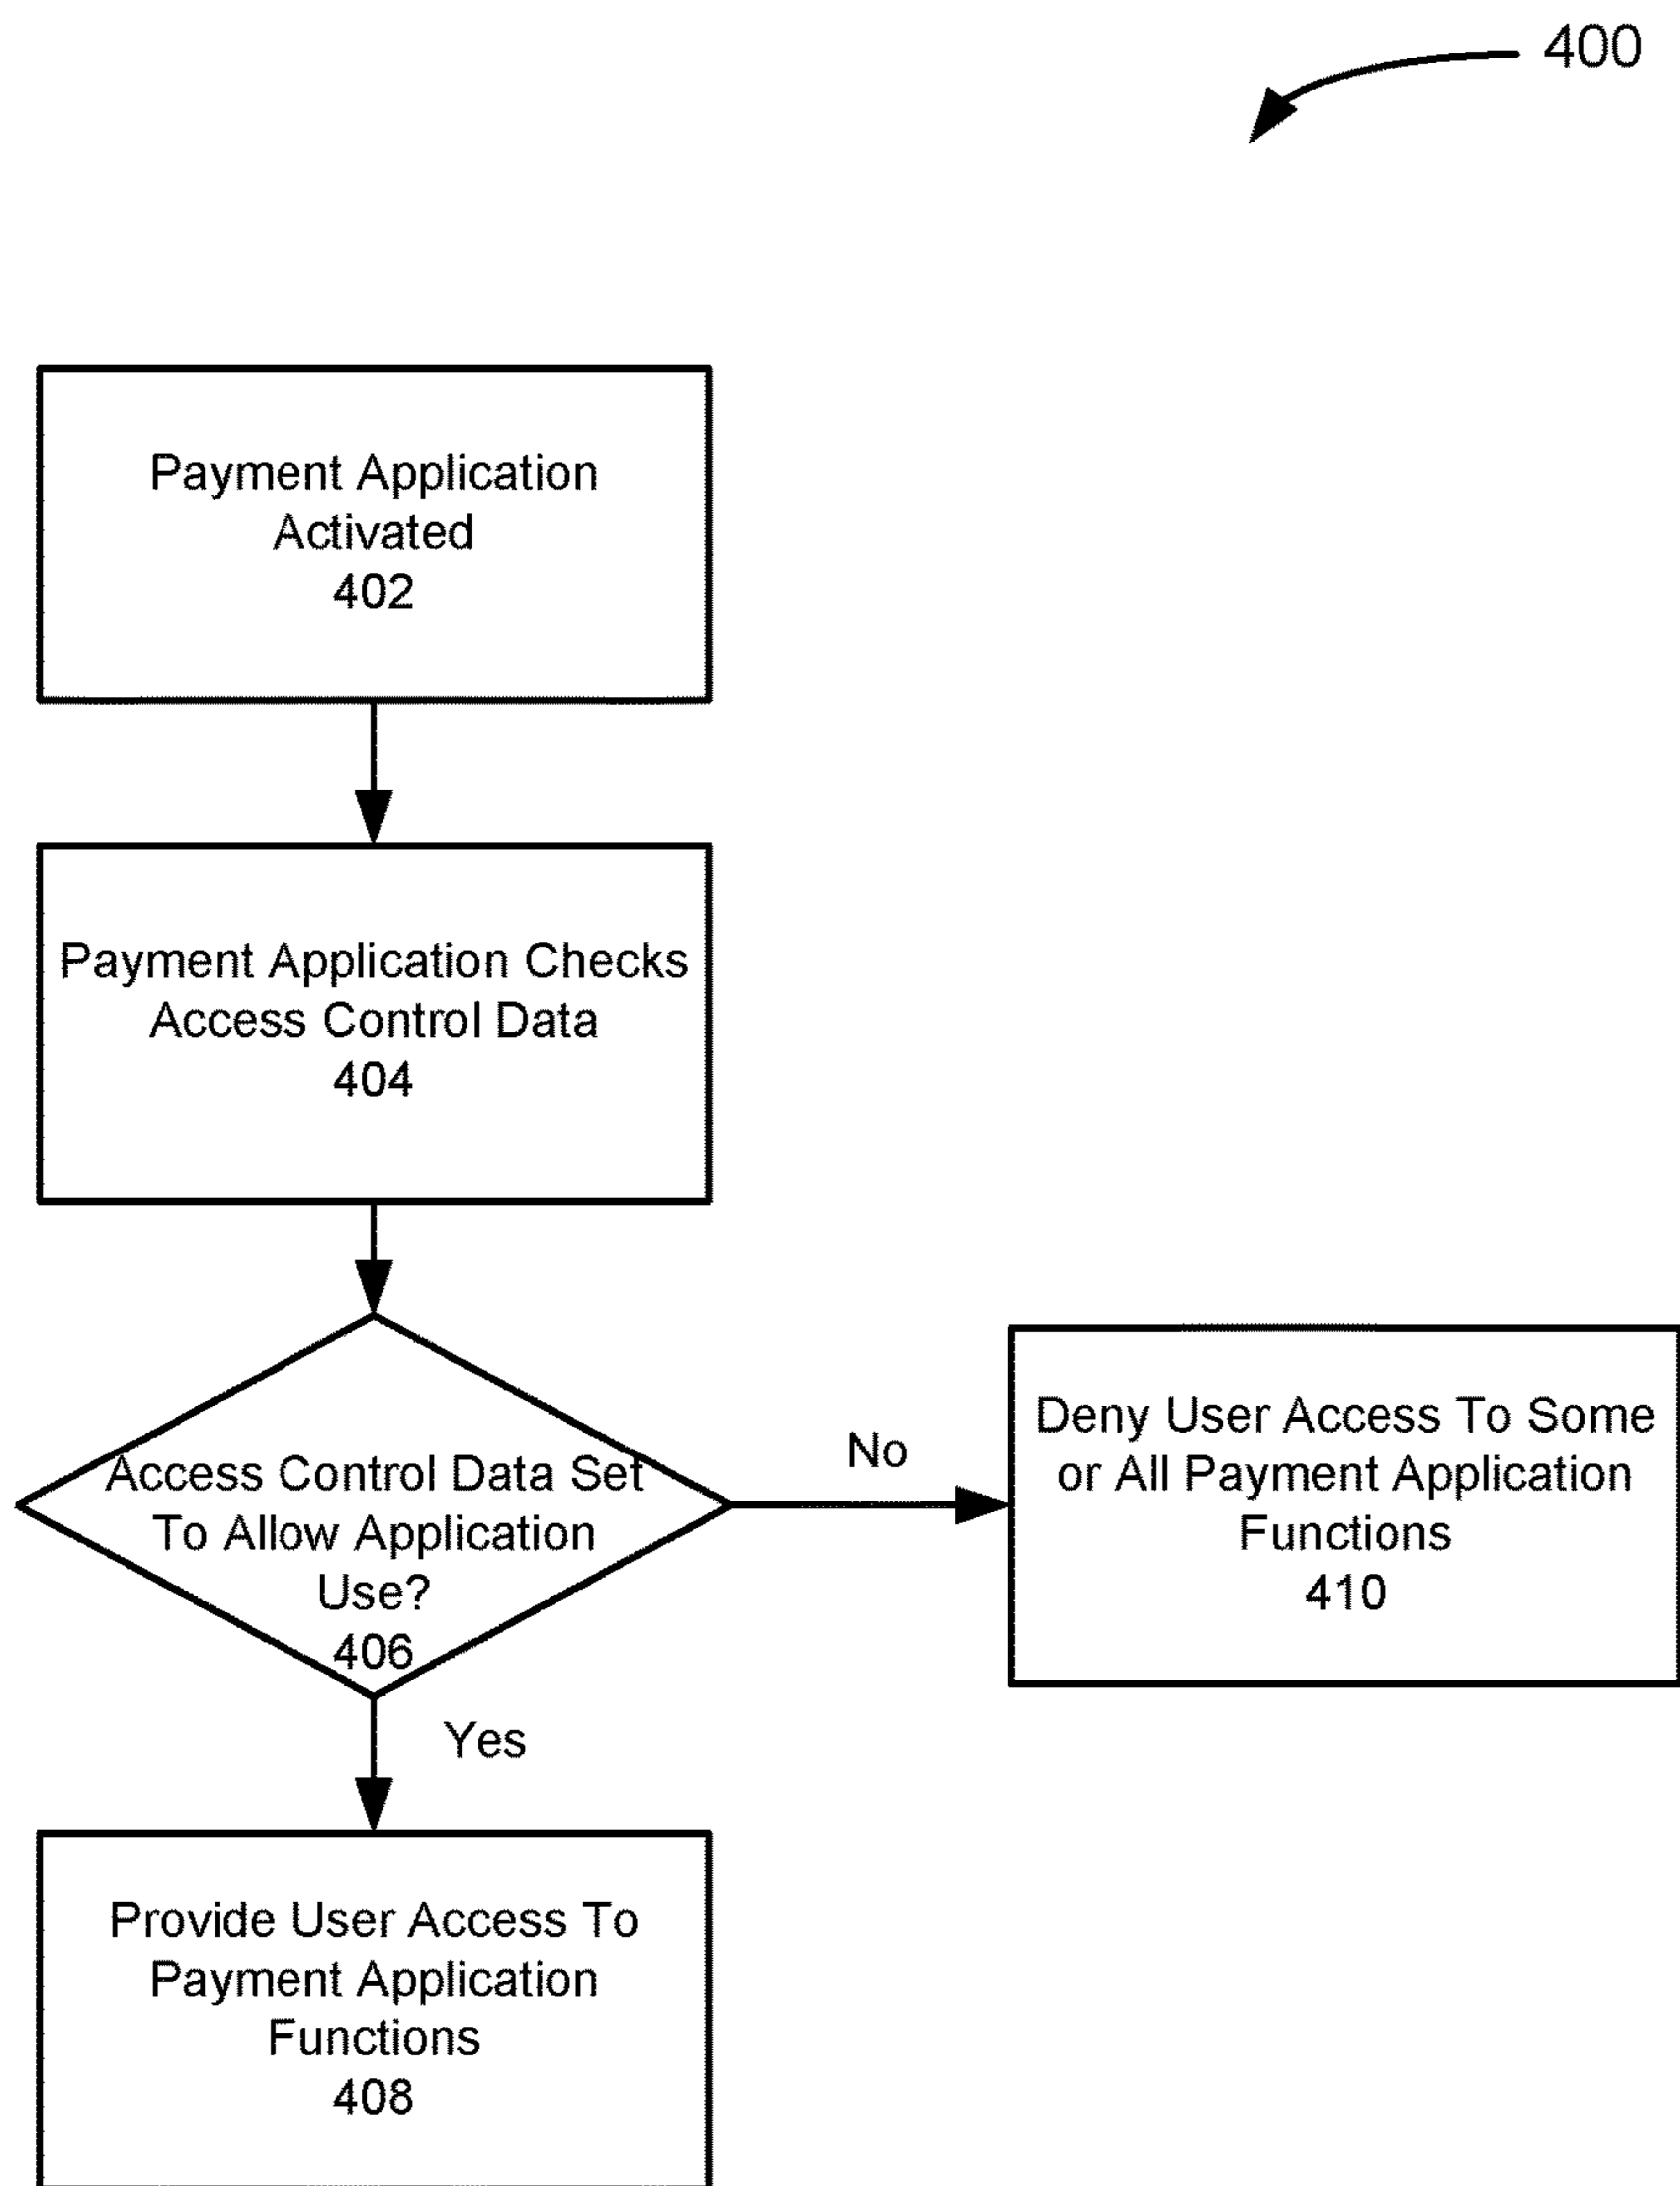 400
Payment Application
Activated
402
Payment Application Checks
Access Control Data
404
Access Control Data Set
To Allow Application
Use?
406
No
Deny User Access To Some
or All Payment Application
Functions
410
Yes
Provide User Access To
Payment Application
Functions
408